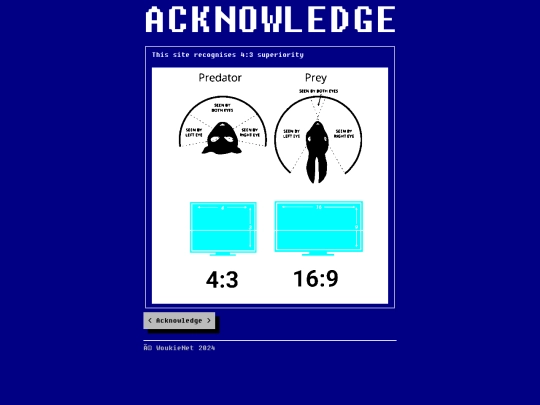 ACKNOWLEDGE
This site recognises 4:3 superiority
Predator Prey
SEEN BY BOTH EYES
SEEN BY
BOTH EYES
SEEN BY
LEFT EYE
SEEN BY
RIGHT EYE
SEEN BY
LEFT EYE
SEEN BY
RIGHT EYE
4:3 16:9
< Acknowledge >
WoukieNet 2024